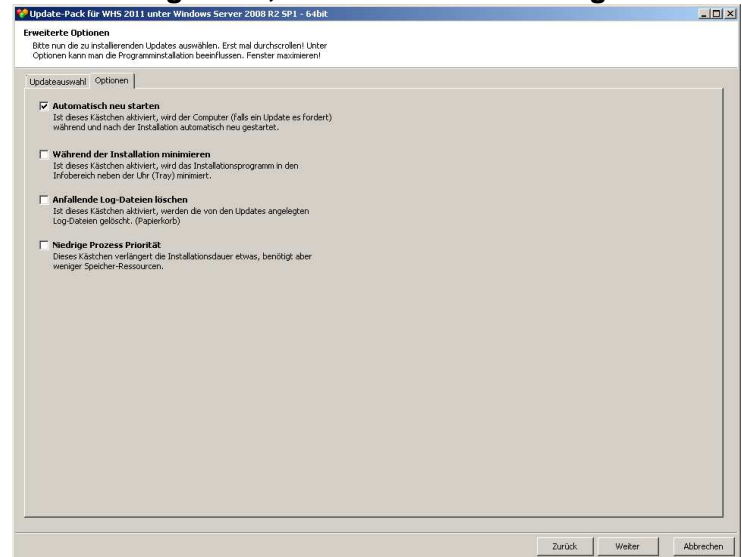 Update-Pack für WHS 2011 unter Windows Server 2008 R2 SP1 - 64bit
Erweiterte Optionen
Bitte nun die zu installierenden Updates auswählen. Erst mal durchscrollen! Unter
Optionen kann man die Programminstallation beeinflussen. Fenster maximieren!
Updateauswahl Optionen
Automatisch neu starten
Ist dieses Kästchen aktiviert, wird der Computer (falls ein Update es fordert)
während und nach der Installation automatisch neu gestartet.
Während der Installation minimieren
Ist dieses Kästchen aktiviert, wird das Installationsprogramm in den
Infobereich neben der Uhr (Tray) minimiert.
Anfallende Log-Dateien löschen
Ist dieses Kästchen aktiviert, werden die von den Updates angelegten
Log-Dateien gelöscht. (Papierkorb)
Niedrige Prozess Priorität
Dieses Kästchen verlängert die Installationsdauer etwas, benötigt aber
weniger Speicher-Ressourcen.
Zurück Weiter Abbrechen